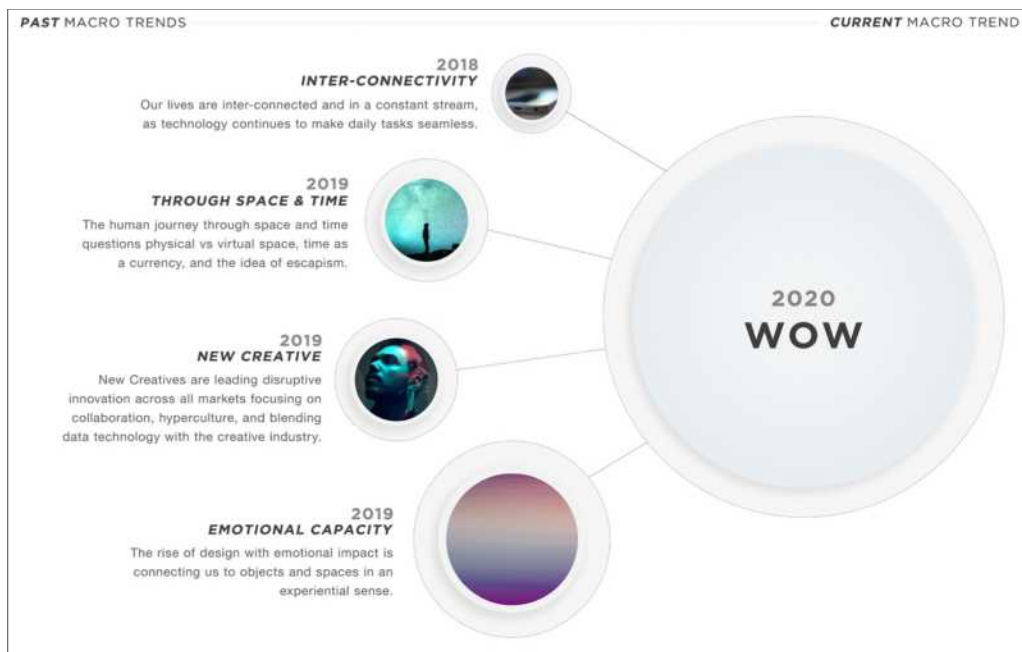 PAST MACRO TRENDS
CURRENT MACRO TREND
2018
INTER-CONNECTIVITY
Our lives are inter-connected and in a constant stream,
as technology continues to make daily tasks seamless.
2019
THROUGH SPACE & TIME
The human journey through space and time
questions physical vs virtual space, time as
a currency, and the idea of escapism.
2019
NEW CREATIVE
New Creatives are leading disruptive
innovation across all markets focusing on
collaboration, hyperculture, and blending
data technology with the creative industry.
2019
EMOTIONAL CAPACITY
The rise of design with emotional impact is
connecting us to objects and spaces in an
experiential sense.
2020
WOW